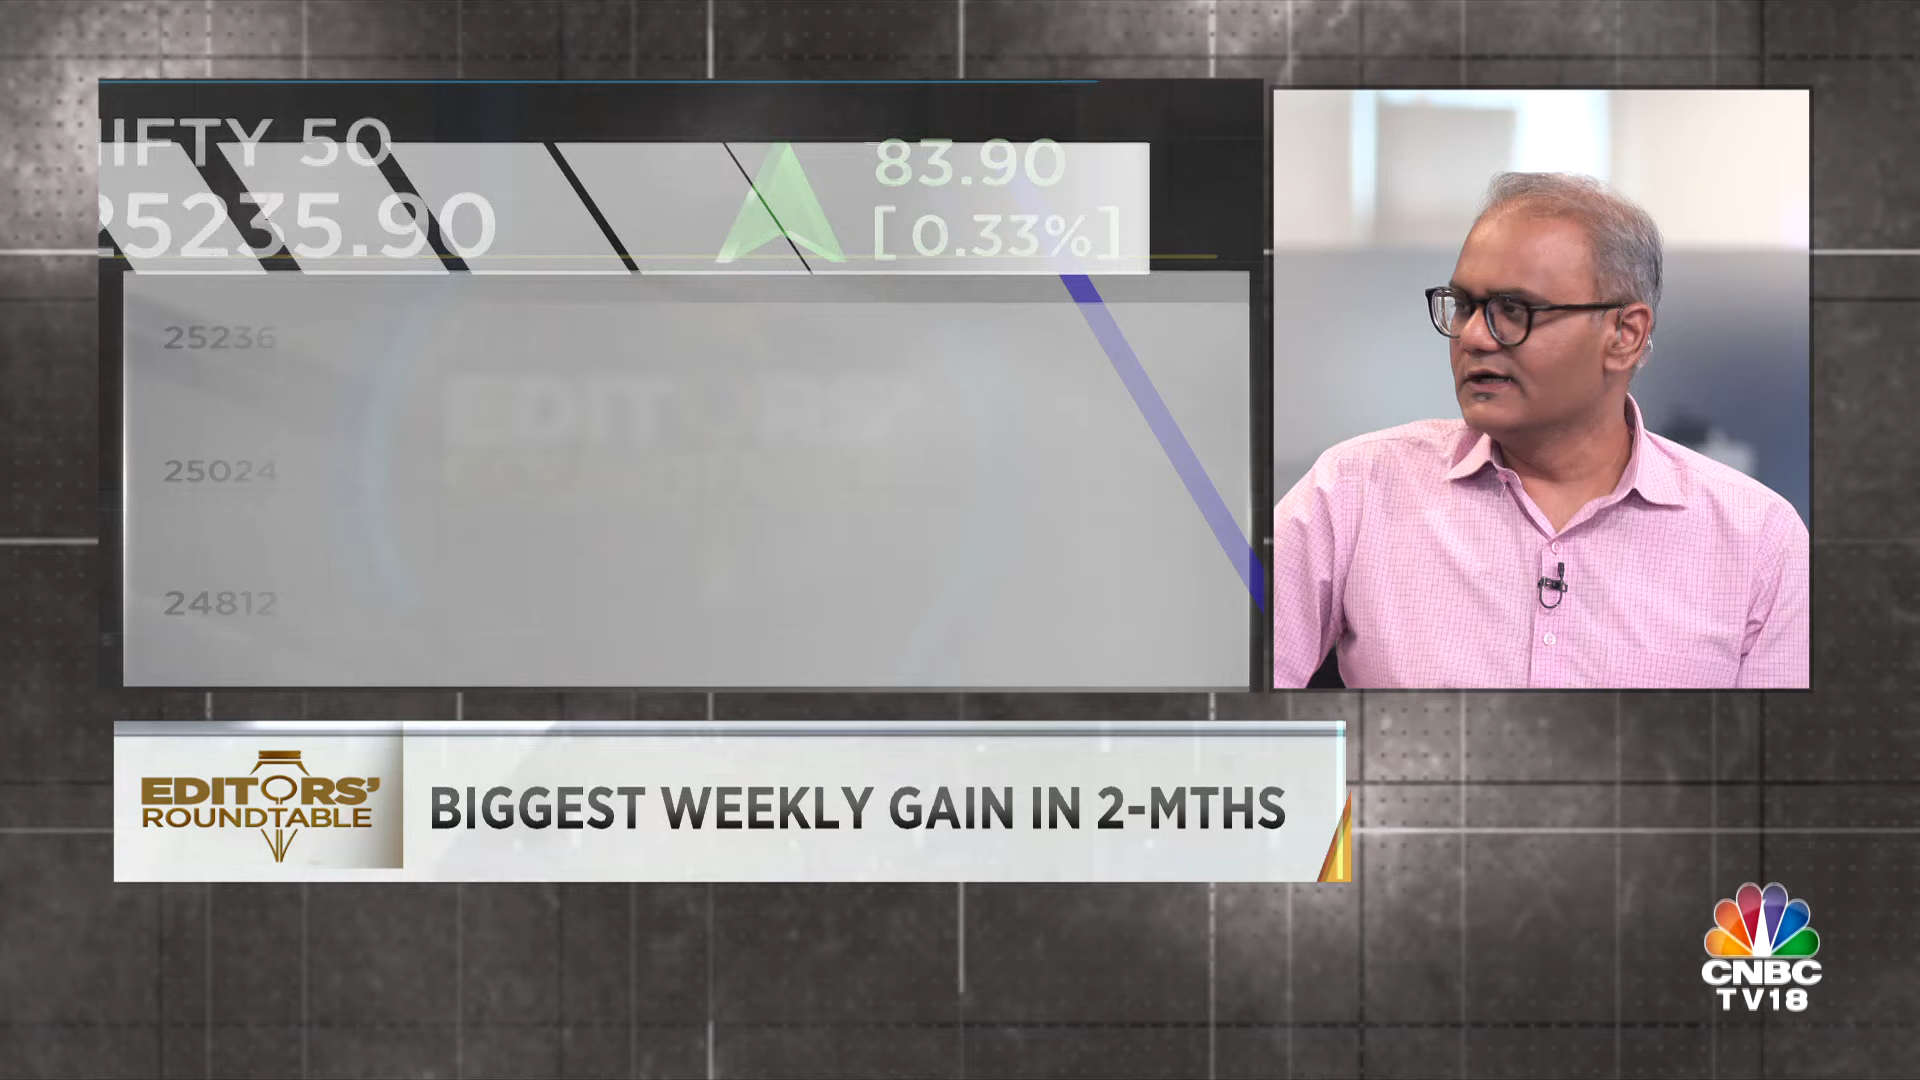 NIFTY 50
25235.90
83.90
[0.33%]
25236
25024
24812
EDITORS'
ROUNDTABLE
BIGGEST WEEKLY GAIN IN 2-MTHS
CNBC
TV18